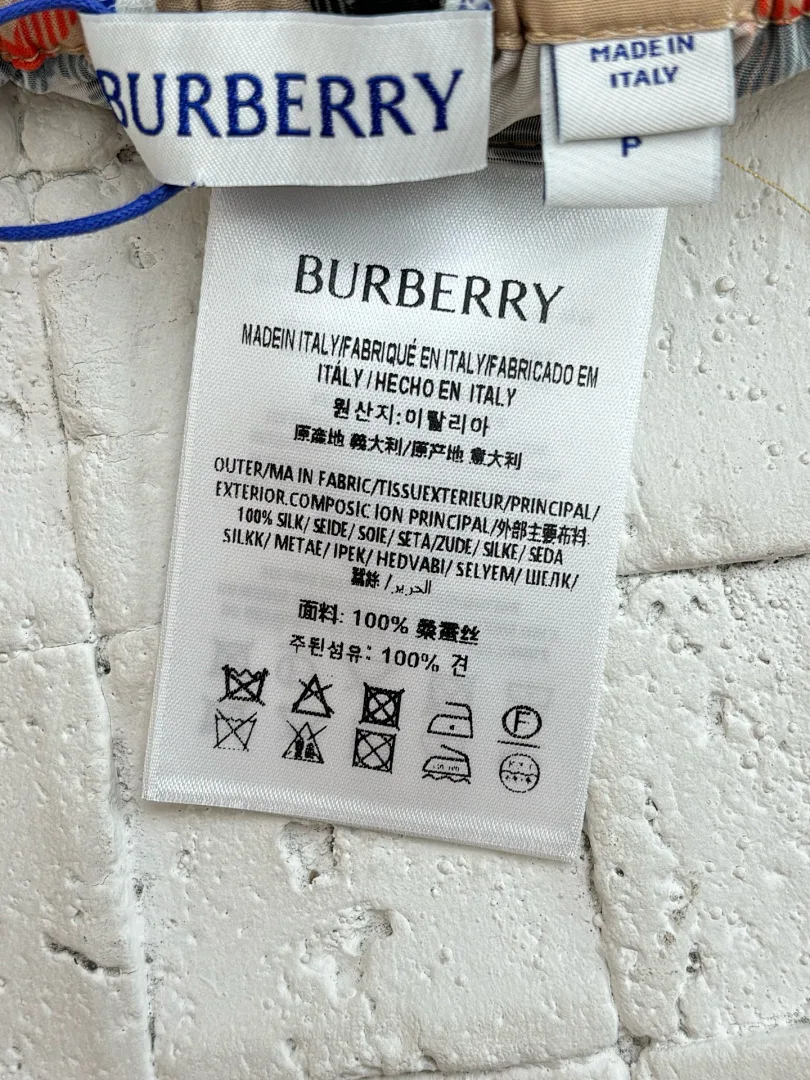 BURBERRY
MADE IN
ITALY
P
BURBERRY
MADEIN ITALY/FABRIQUÉ EN ITALY/FABRICADO EM
ITÁLY / HECHO EN ITALY
원산지:이탈리아
原產地 義大利/原产地 意大利
OUTER/MA IN FABRIC/TISSUEXTERIEUR/PRINCIPAL/
EXTERIOR.COMPOSIC ION PRINCIPAL/外部主要布料:
100% SILK/ SEIDE/ SOIE/ SETA/ZUDE/ SILKE/ SEDA
SILKK/ METAE/ IPEK/ HEDVABI/ SELYEM/ ШЕЛК/
蠶絲 / الحرير/
面料: 100% 桑蚕丝
주된섬유: 100% 견
F